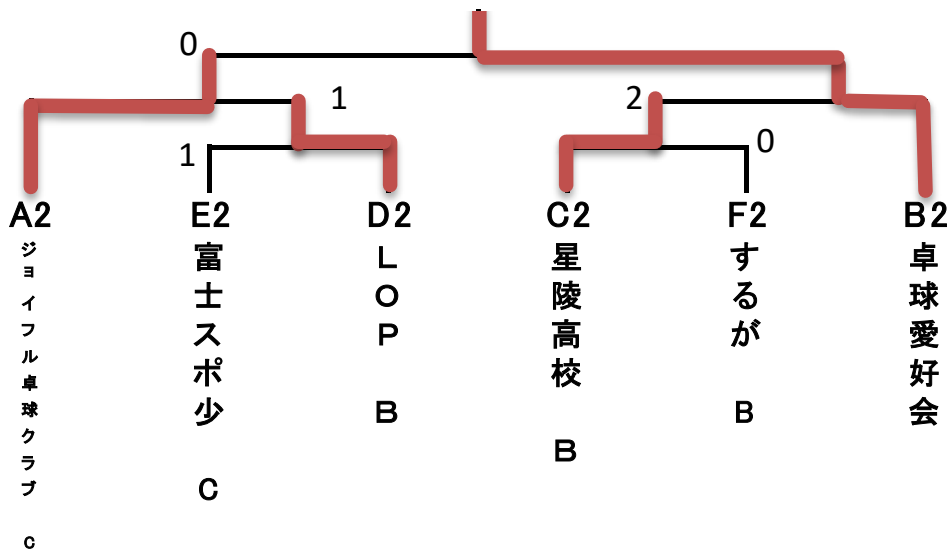 0
1
2
1
0
A2
E2
D2
C2
F2
B2
ジョイフル卓球クラブ C
富士スポ少 C
LOP B
星陵高校 B
するが B
卓球愛好会